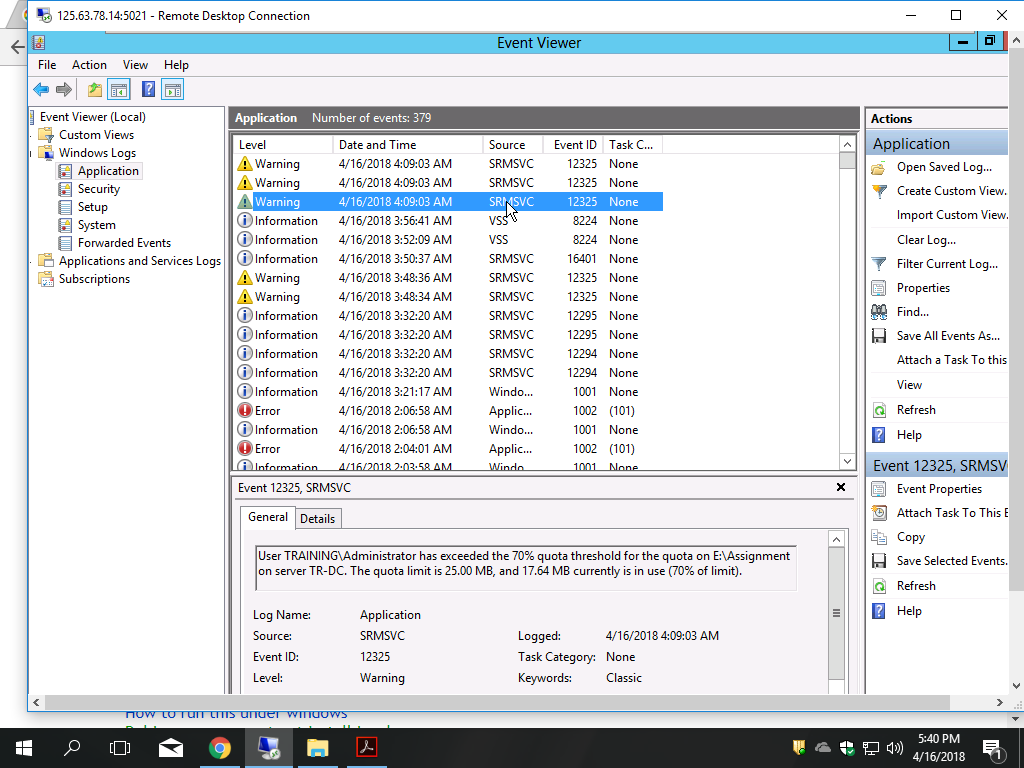 125.63.78.14:5021 - Remote Desktop Connection
Event Viewer
File Action View Help
Event Viewer (Local)
Custom Views
Windows Logs
Application
Security
Setup
System
Forwarded Events
Applications and Services Logs
Subscriptions
Application Number of events: 379
Level Date and Time Source Event ID Task C...
Warning 4/16/2018 4:09:03 AM SRMSVC 12325 None
Warning 4/16/2018 4:09:03 AM SRMSVC 12325 None
Warning 4/16/2018 4:09:03 AM SRMSVC 12325 None
Information 4/16/2018 3:56:41 AM VSS 8224 None
Information 4/16/2018 3:52:09 AM VSS 8224 None
Information 4/16/2018 3:50:37 AM SRMSVC 16401 None
Warning 4/16/2018 3:48:36 AM SRMSVC 12325 None
Warning 4/16/2018 3:48:34 AM SRMSVC 12325 None
Information 4/16/2018 3:32:20 AM SRMSVC 12295 None
Information 4/16/2018 3:32:20 AM SRMSVC 12295 None
Information 4/16/2018 3:32:20 AM SRMSVC 12294 None
Information 4/16/2018 3:32:20 AM SRMSVC 12294 None
Information 4/16/2018 3:21:17 AM Windo... 1001 None
Error 4/16/2018 2:06:58 AM Applic... 1002 (101)
Information 4/16/2018 2:06:58 AM Windo... 1001 None
Error 4/16/2018 2:04:01 AM Applic... 1002 (101)
Information 4/16/2018 2:03:58 AM Windo... 1001 None
Event 12325, SRMSVC
General Details
User TRAINING\Administrator has exceeded the 70% quota threshold for the quota on E:\Assignment
on server TR-DC. The quota limit is 25.00 MB, and 17.64 MB currently is in use (70% of limit).
Log Name: Application
Source: SRMSVC Logged: 4/16/2018 4:09:03 AM
Event ID: 12325 Task Category: None
Level: Warning Keywords: Classic
Actions
Application
Open Saved Log...
Create Custom View.
Import Custom View.
Clear Log...
Filter Current Log...
Properties
Find...
Save All Events As...
Attach a Task To this
View
Refresh
Help
Event 12325, SRMSV
Event Properties
Attach Task To This E
Copy
Save Selected Events.
Refresh
Help
How to run this under windows
5:40 PM
4/16/2018
1